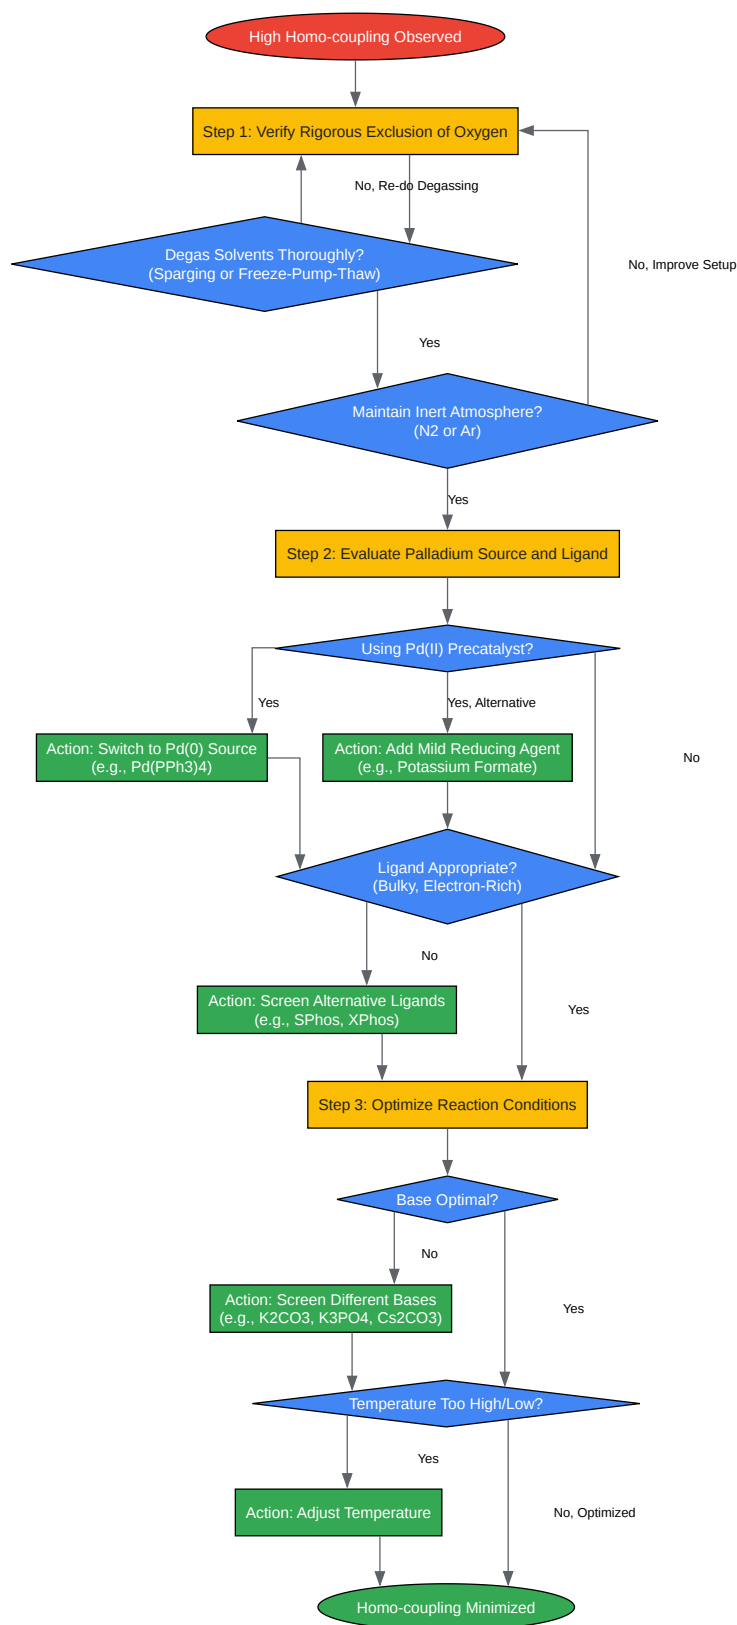 High Homo-coupling Observed
Step 1: Verify Rigorous Exclusion of Oxygen
No, Re-do Degassing
Degas Solvents Thoroughly?
(Sparging or Freeze-Pump-Thaw)
No, Improve Setup
Yes
Maintain Inert Atmosphere?
(N2 or Ar)
Yes
Step 2: Evaluate Palladium Source and Ligand
Using Pd(II) Precatalyst?
Yes
Yes, Alternative
Action: Switch to Pd(0) Source
(e.g., Pd(PPh3)4)
Action: Add Mild Reducing Agent
(e.g., Potassium Formate)
No
Ligand Appropriate?
(Bulky, Electron-Rich)
No
Action: Screen Alternative Ligands
(e.g., SPhos, XPhos)
Yes
Step 3: Optimize Reaction Conditions
Base Optimal?
No
Action: Screen Different Bases
(e.g., K2CO3, K3PO4, Cs2CO3)
Yes
Temperature Too High/Low?
Yes
Action: Adjust Temperature
No, Optimized
Homo-coupling Minimized